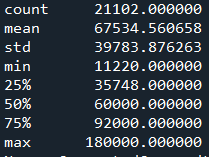 count 21102.000000
mean 67534.560658
std 39783.876263
min 11220.000000
25% 35748.000000
50% 60000.000000
75% 92000.000000
max 180000.000000